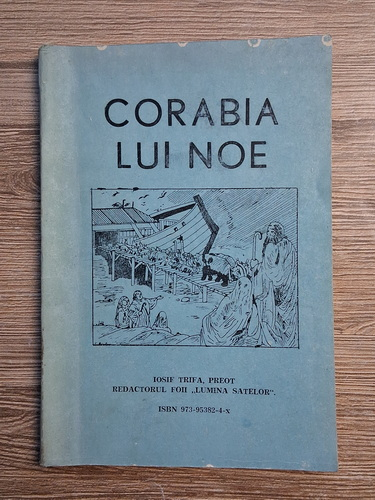 CORABIA
LUI NOE
IOSIF TRIFA, PREOT
REDACTORUL FOII „LUMINA SATELOR".
ISBN 973-95382-4-x